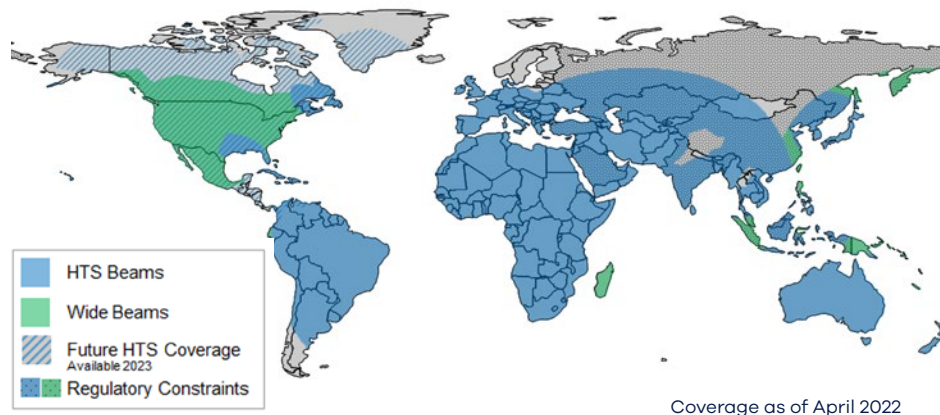 HTS Beams
Wide Beams
Future HTS Coverage
Available 2023
Regulatory Constraints
Coverage as of April 2022